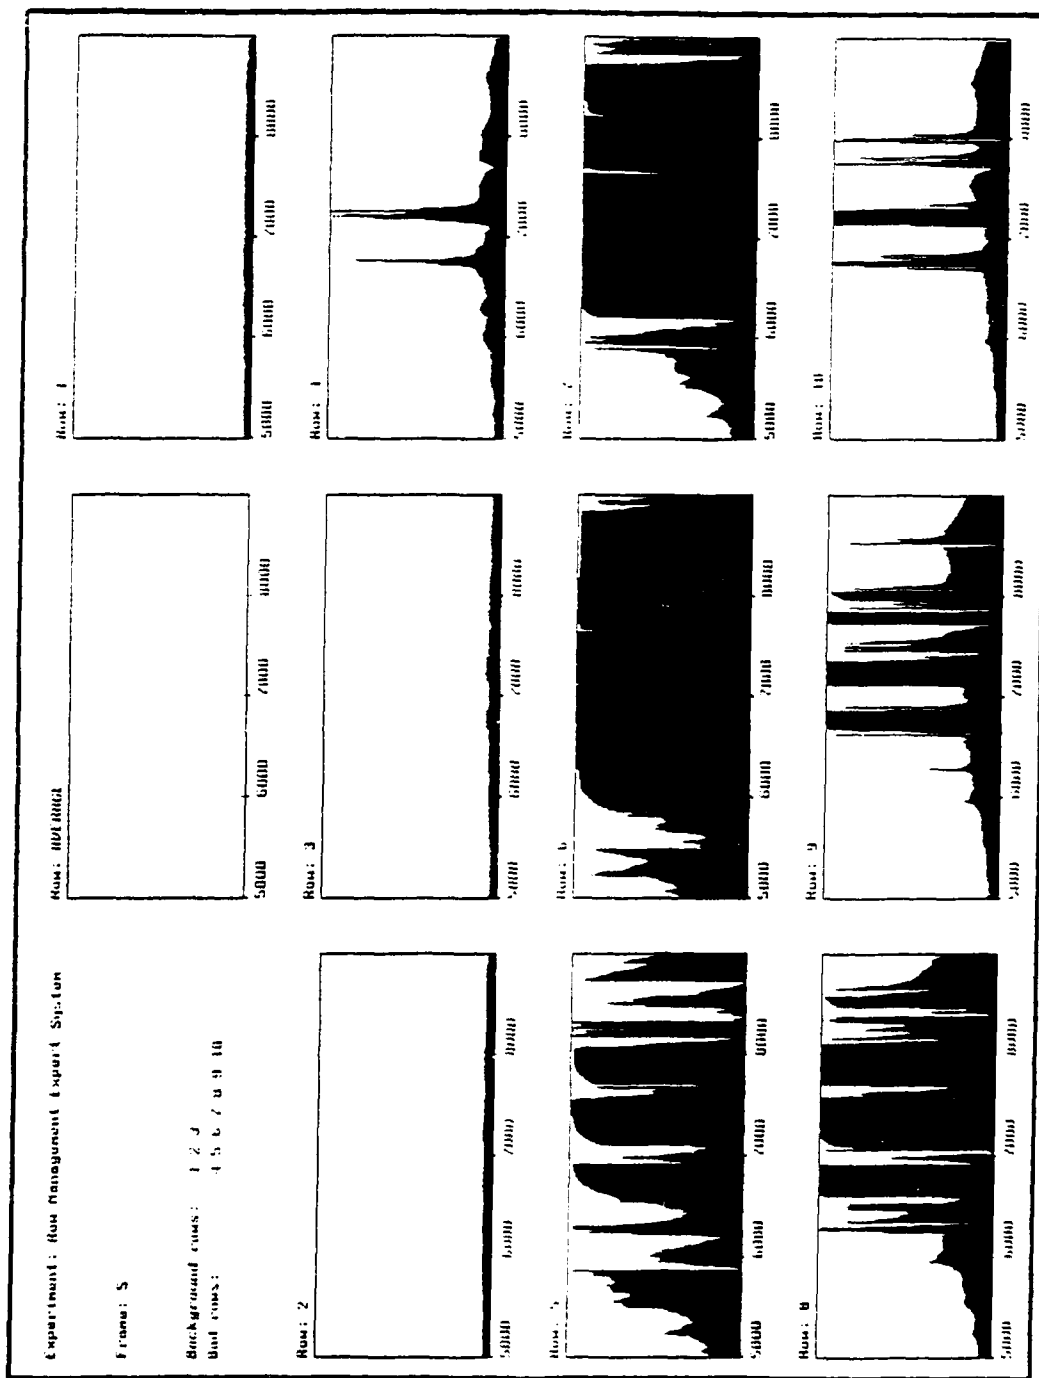 Experiment: Row Management Expert System
Frame: 5
Background rows: 1 2 3
Bad rows: 4 5 6 7 8 9 10
Row: AVERAGE
5000 6000 7000 8000
Row: 1
5000 6000 7000 8000
Row: 2
5000 6000 7000 8000
Row: 3
5000 6000 7000 8000
Row:
5000 6000 7000 8000
Row: 5
5000 6000 7000 8000
Row: 6
5000 6000 7000 8000
Row: 7
5000 6000 7000 8000
Row: 8
5000 6000 7000 8000
Row: 9
5000 6000 7000 8000
Row: 10
5000 6000 7000 8000